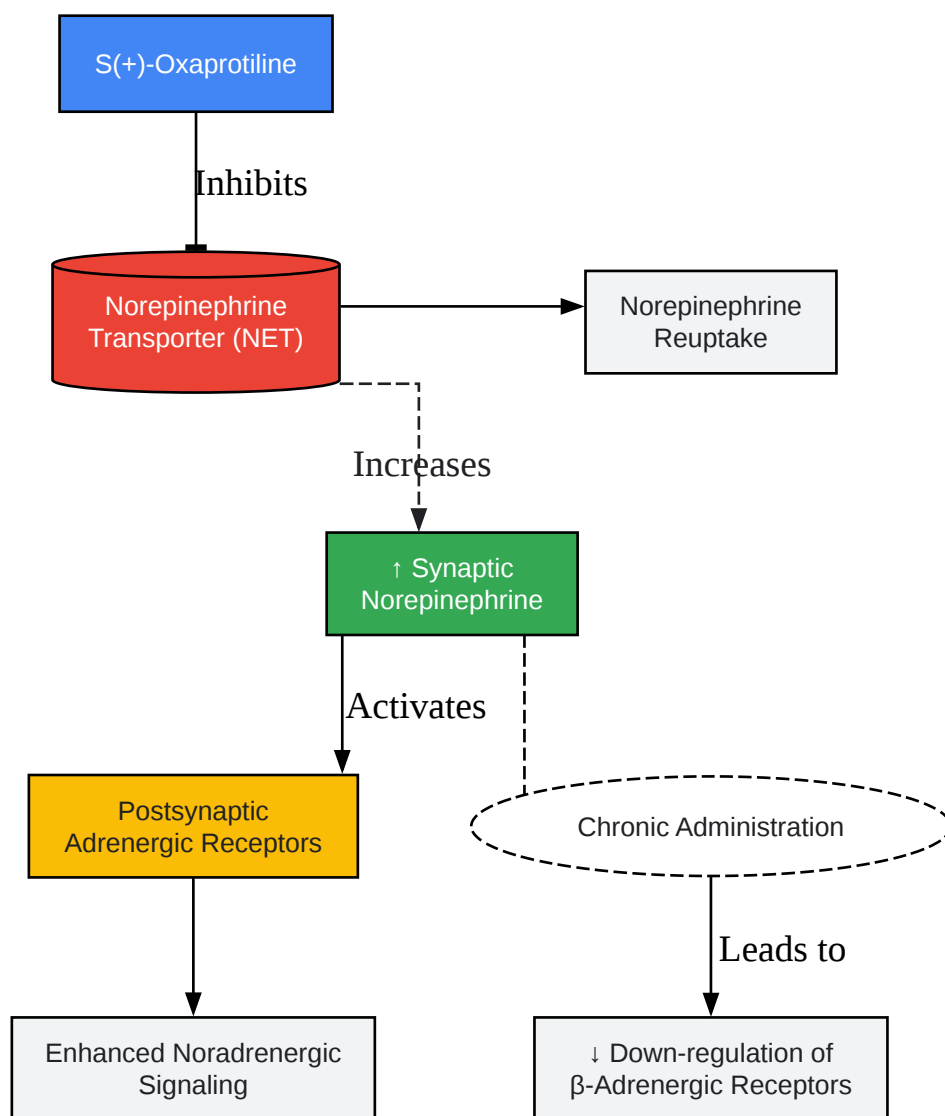 S(+)-Oxaprotiline
Inhibits
Norepinephrine
Transporter (NET)
Norepinephrine
Reuptake
Increases
↑ Synaptic
Norepinephrine
Activates
Postsynaptic
Adrenergic Receptors
Chronic Administration
Leads to
Enhanced Noradrenergic
Signaling
↓ Down-regulation of
β-Adrenergic Receptors